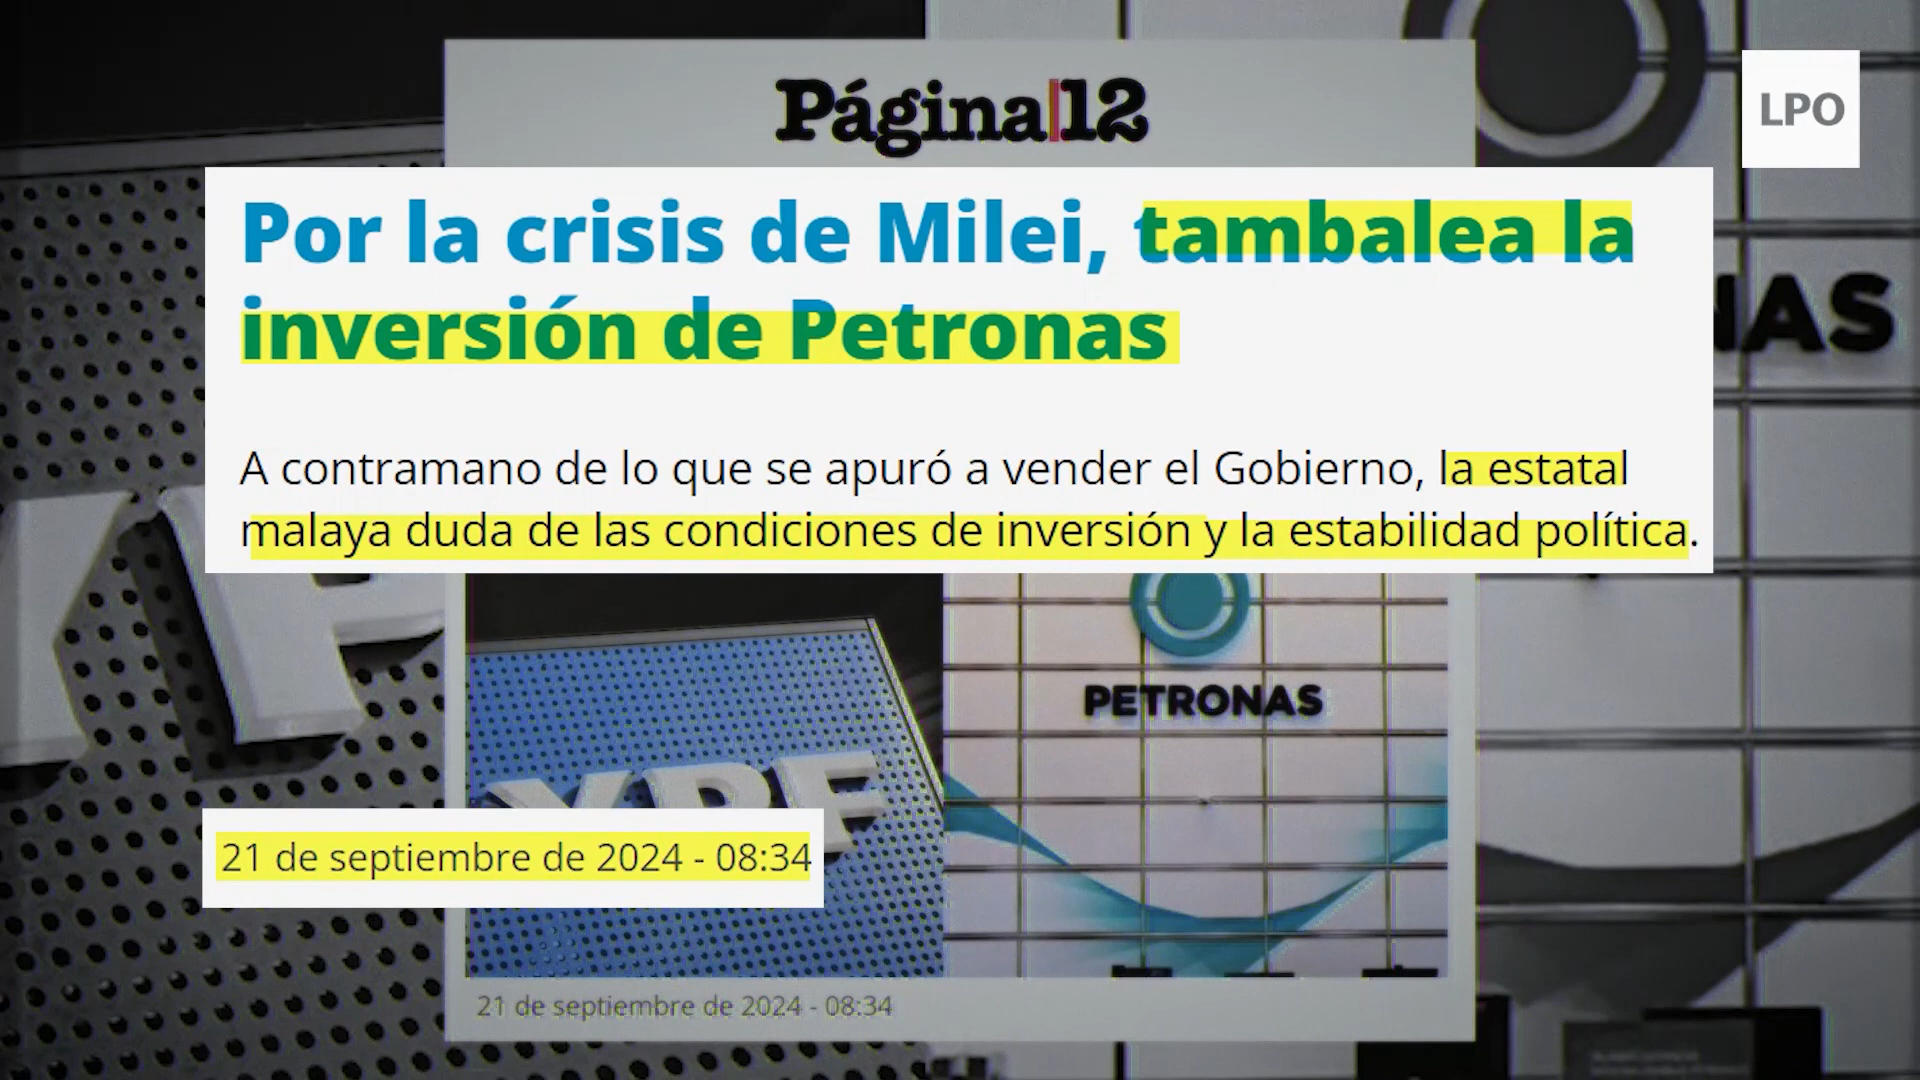 Página|12
LPO
Por la crisis de Milei, tambalea la
inversión de Petronas
A contramano de lo que se apuró a vender el Gobierno, la estatal
malaya duda de las condiciones de inversión y la estabilidad política.
NAS
YPF
PETRONAS
21 de septiembre de 2024 - 08:34
21 de septiembre de 2024 - 08:34